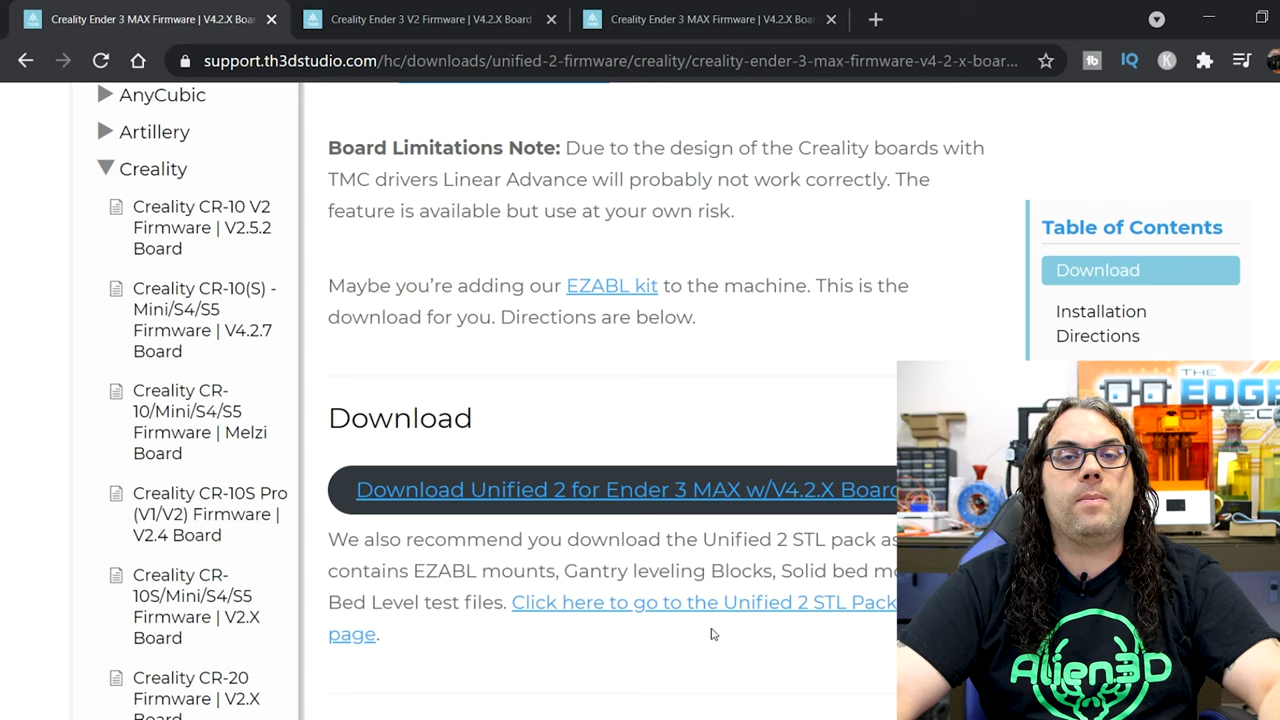 Creality Ender 3 MAX Firmware | V4.2.X Boar
Creality Ender 3 V2 Firmware | V4.2.X Board
Creality Ender 3 MAX Firmware | V4.2.X Boar
support.th3dstudio.com/hc/downloads/unified-2-firmware/creality/creality-ender-3-max-firmware-v4-2-x-boar...
tb
IQ
K
AnyCubic
Artillery
Creality
Creality CR-10 V2
Firmware | V2.5.2
Board
Creality CR-10(S) -
Mini/S4/S5
Firmware | V4.2.7
Board
Creality CR-
10/Mini/S4/S5
Firmware | Melzi
Board
Creality CR-10S Pro
(V1/V2) Firmware |
V2.4 Board
Creality CR-
10S/Mini/S4/S5
Firmware | V2.X
Board
Creality CR-20
Firmware | V2.X
Board
Board Limitations Note: Due to the design of the Creality boards with
TMC drivers Linear Advance will probably not work correctly. The
feature is available but use at your own risk.
Maybe you're adding our EZABL kit to the machine. This is the
download for you. Directions are below.
Download
Download Unified 2 for Ender 3 MAX w/V4.2.X Board
We also recommend you download the Unified 2 STL pack as
contains EZABL mounts, Gantry leveling Blocks, Solid bed mo
Bed Level test files. Click here to go to the Unified 2 STL Pack
page.
Table of Contents
Download
Installation
Directions
THE
EDGE
OF TECH
Alien3D